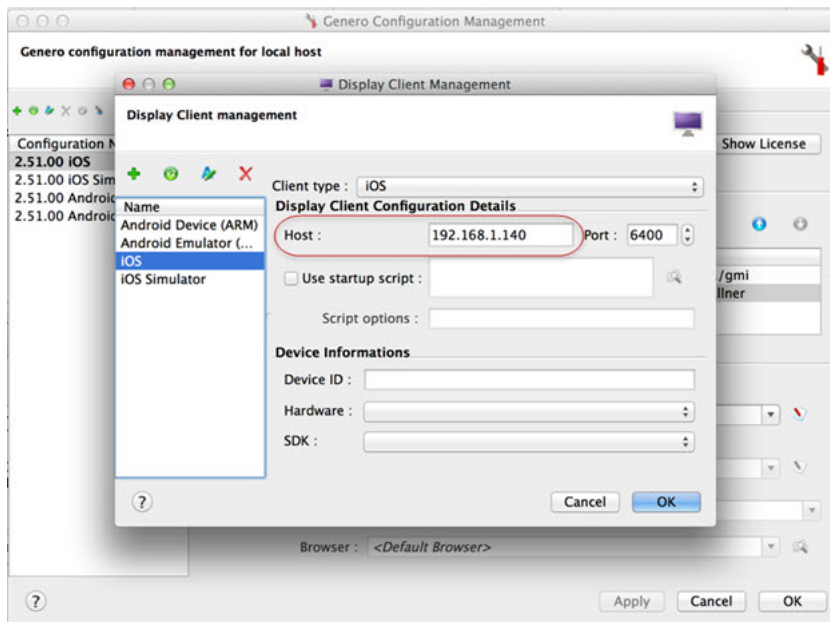 Genero Configuration Management
Genero configuration management for local host
Display Client Management
Display Client management
Configuration N
Show License
2.51.00 iOS
2.51.00 iOS Sim
2.51.00 Android
2.51.00 Android
Client type : iOS
Name
Display Client Configuration Details
Android Device (ARM)
Android Emulator (...
iOS
iOS Simulator
Host : 192.168.1.140 Port : 6400
Use startup script :
/gmi
llner
Script options :
Device Informations
Device ID :
Hardware :
SDK :
? Cancel OK
Browser : <Default Browser>
? Apply Cancel OK